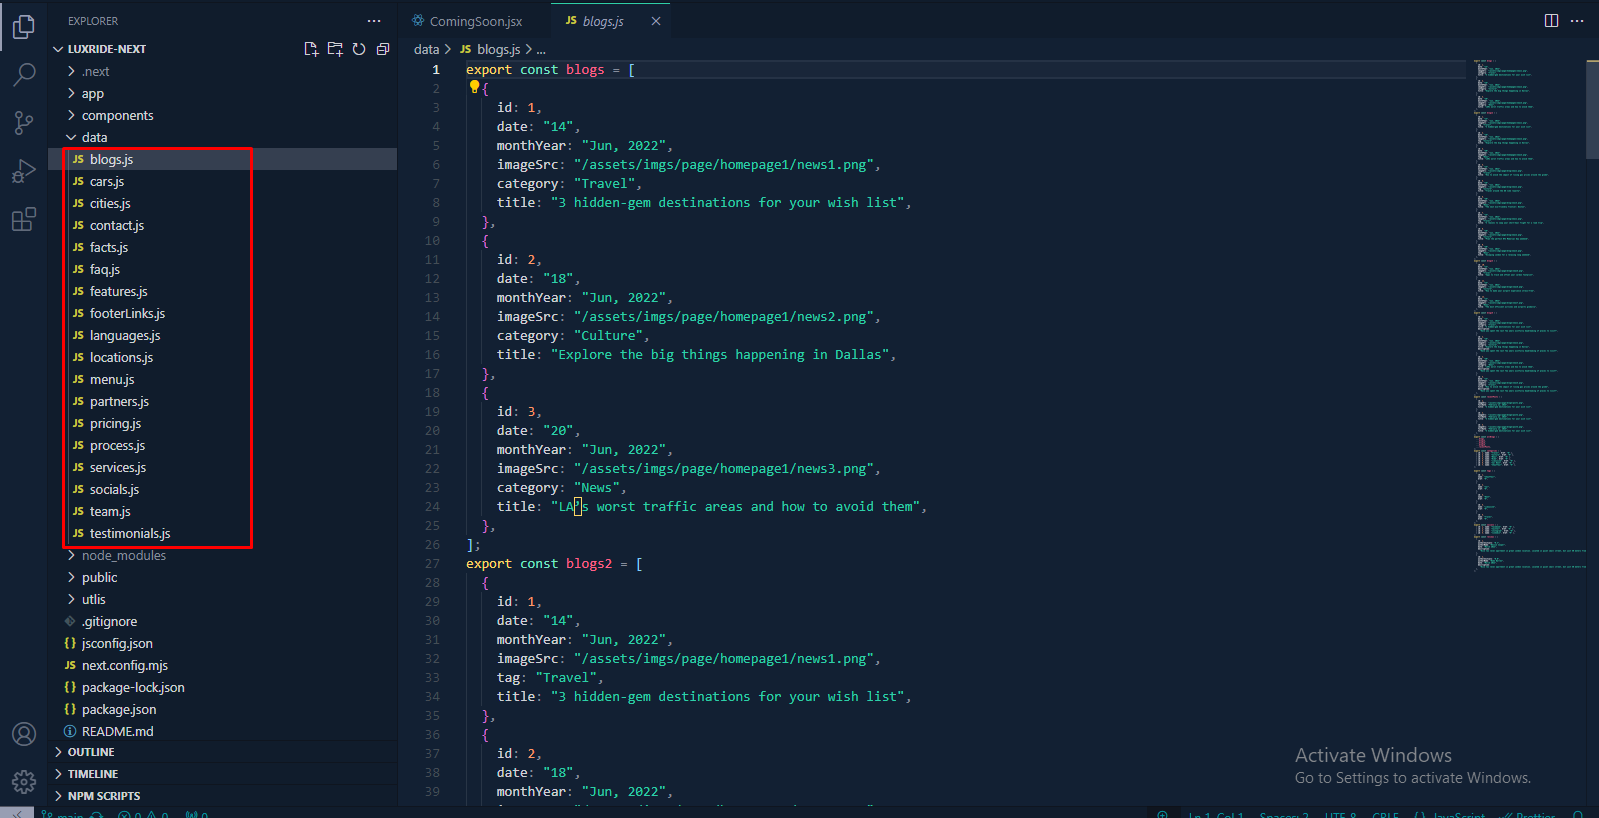 EXPLORER
LUXRIDE-NEXT
.next
app
components
data
JS blogs.js
JS cars.js
JS cities.js
JS contact.js
JS facts.js
JS faq.js
JS features.js
JS footerLinks.js
JS languages.js
JS locations.js
JS menu.js
JS partners.js
JS pricing.js
JS process.js
JS services.js
JS socials.js
JS team.js
JS testimonials.js
node_modules
public
utlis
.gitignore
{} jsconfig.json
JS next.config.mjs
{} package-lock.json
{} package.json
README.md
OUTLINE
TIMELINE
NPM SCRIPTS
ComingSoon.jsx
JS blogs.js
data > JS blogs.js > ...
1 export const blogs = [
2 {
3 id: 1,
4 date: "14",
5 monthYear: "Jun, 2022",
6 imageSrc: "/assets/imgs/page/homepage1/news1.png",
7 category: "Travel",
8 title: "3 hidden-gem destinations for your wish list",
9 },
10 {
11 id: 2,
12 date: "18",
13 monthYear: "Jun, 2022",
14 imageSrc: "/assets/imgs/page/homepage1/news2.png",
15 category: "Culture",
16 title: "Explore the big things happening in Dallas",
17 },
18 {
19 id: 3,
20 date: "20",
21 monthYear: "Jun, 2022",
22 imageSrc: "/assets/imgs/page/homepage1/news3.png",
23 category: "News",
24 title: "LA’s worst traffic areas and how to avoid them",
25 },
26 ];
27 export const blogs2 = [
28 {
29 id: 1,
30 date: "14",
31 monthYear: "Jun, 2022",
32 imageSrc: "/assets/imgs/page/homepage1/news1.png",
33 tag: "Travel",
34 title: "3 hidden-gem destinations for your wish list",
35 },
36 {
37 id: 2,
38 date: "18",
39 monthYear: "Jun, 2022",
Activate Windows
Go to Settings to activate Windows.
main 0 0 0
Ln 1, Col 1 Spaces: 2 UTF-8 CRLF {} JavaScript Prettier